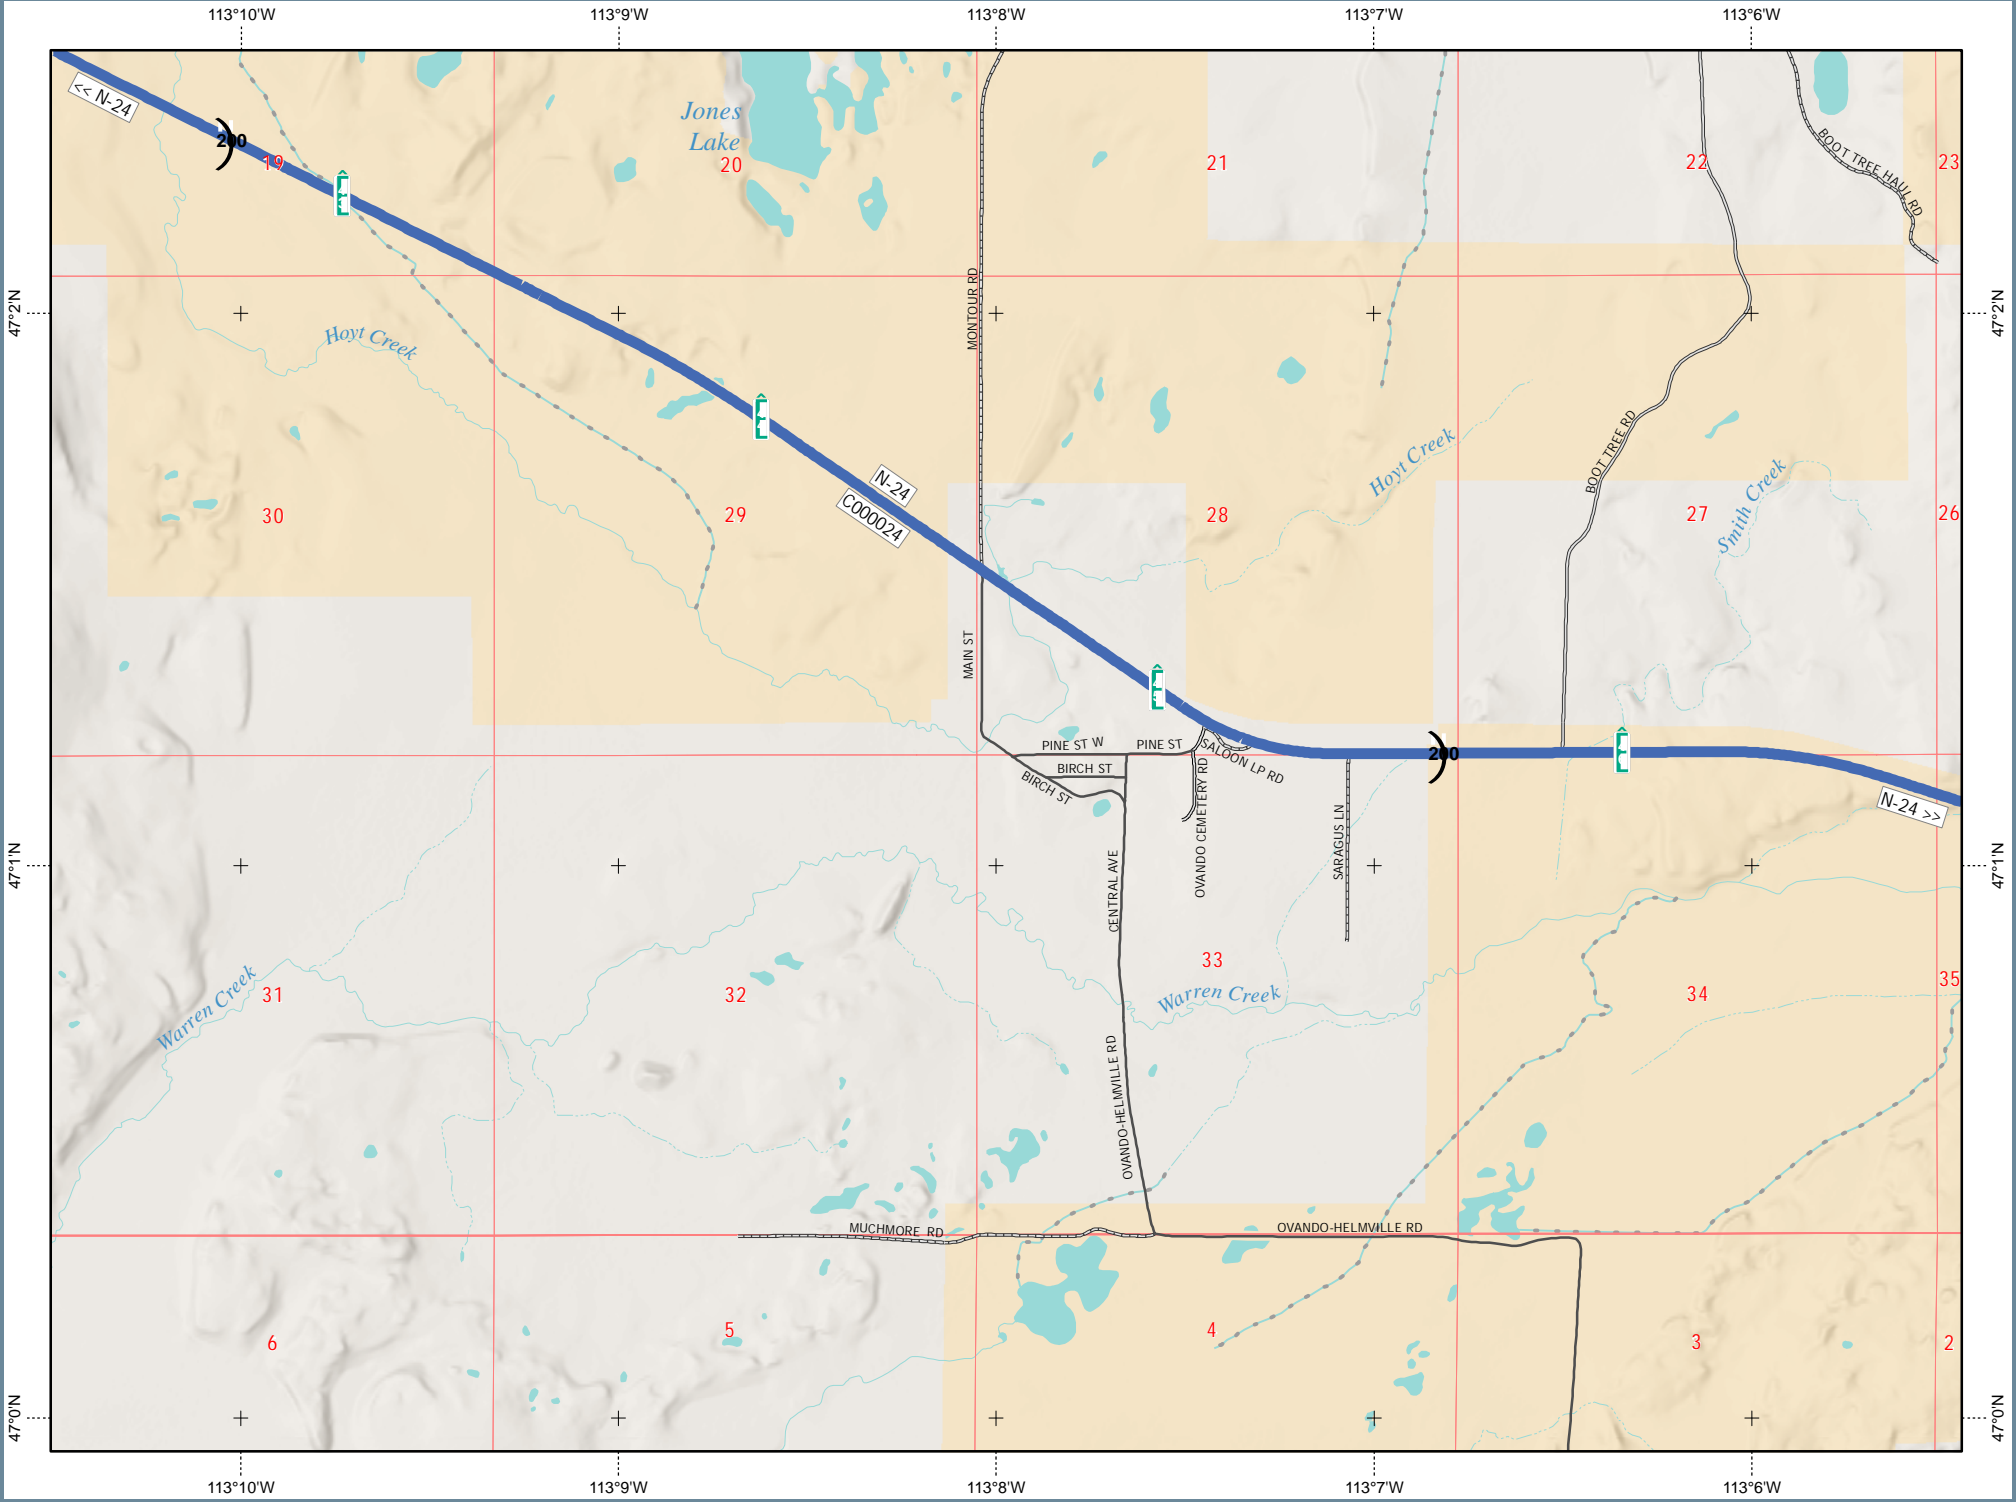 113°10'W
113°9'W
113°8'W
113°7'W
113°6'W
<< N-24
200
19
Jones
Lake
20
21
22
BOOT TREE HAUL RD
23
47°2'N
47°2'N
MONTOUR RD
Hoyt Creek
BOOT TREE RD
Hoyt Creek
Smith Creek
N-24
C000024
30
29
28
27
26
MAIN ST
PINE ST W
PINE ST
SALOON LP RD
BIRCH ST
BIRCH ST
200
N-24 >>
OVANDO CEMETERY RD
SARAGUS LN
47°1'N
47°1'N
CENTRAL AVE
33
Warren Creek
31
32
Warren Creek
34
35
OVANDO-HELMVILLE RD
MUCHMORE RD
OVANDO-HELMVILLE RD
6
5
4
3
2
47°0'N
47°0'N
113°10'W
113°9'W
113°8'W
113°7'W
113°6'W